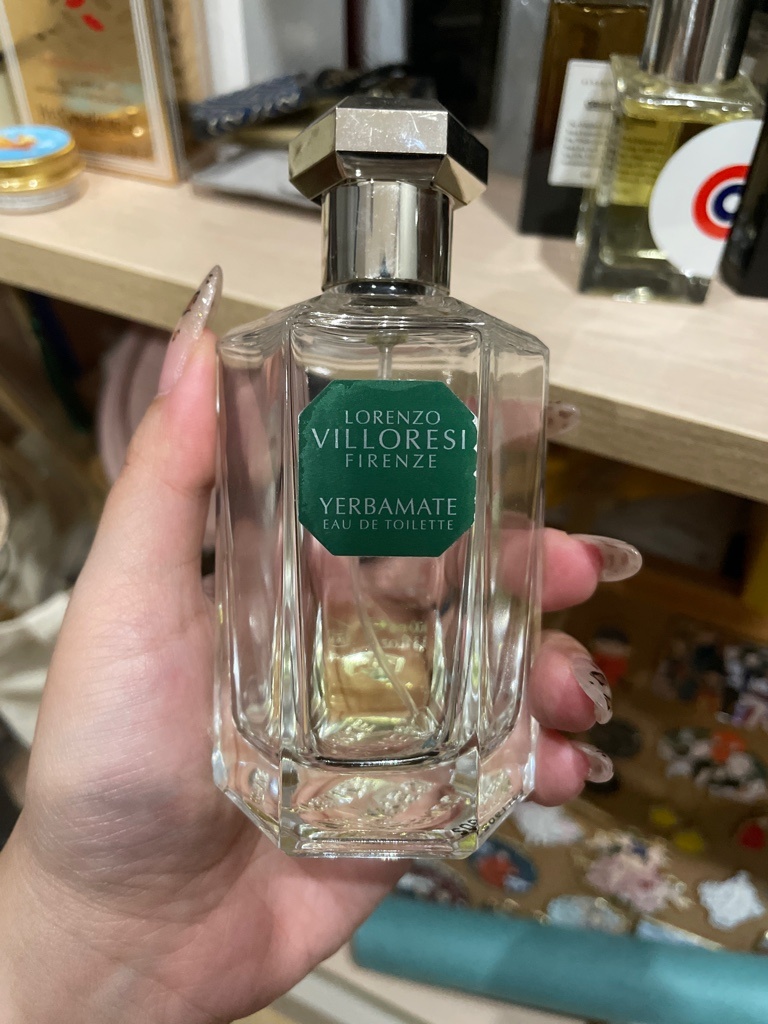 LORENZO
VILLORESI
FIRENZE
YERBAMATE
EAU DE TOILETTE